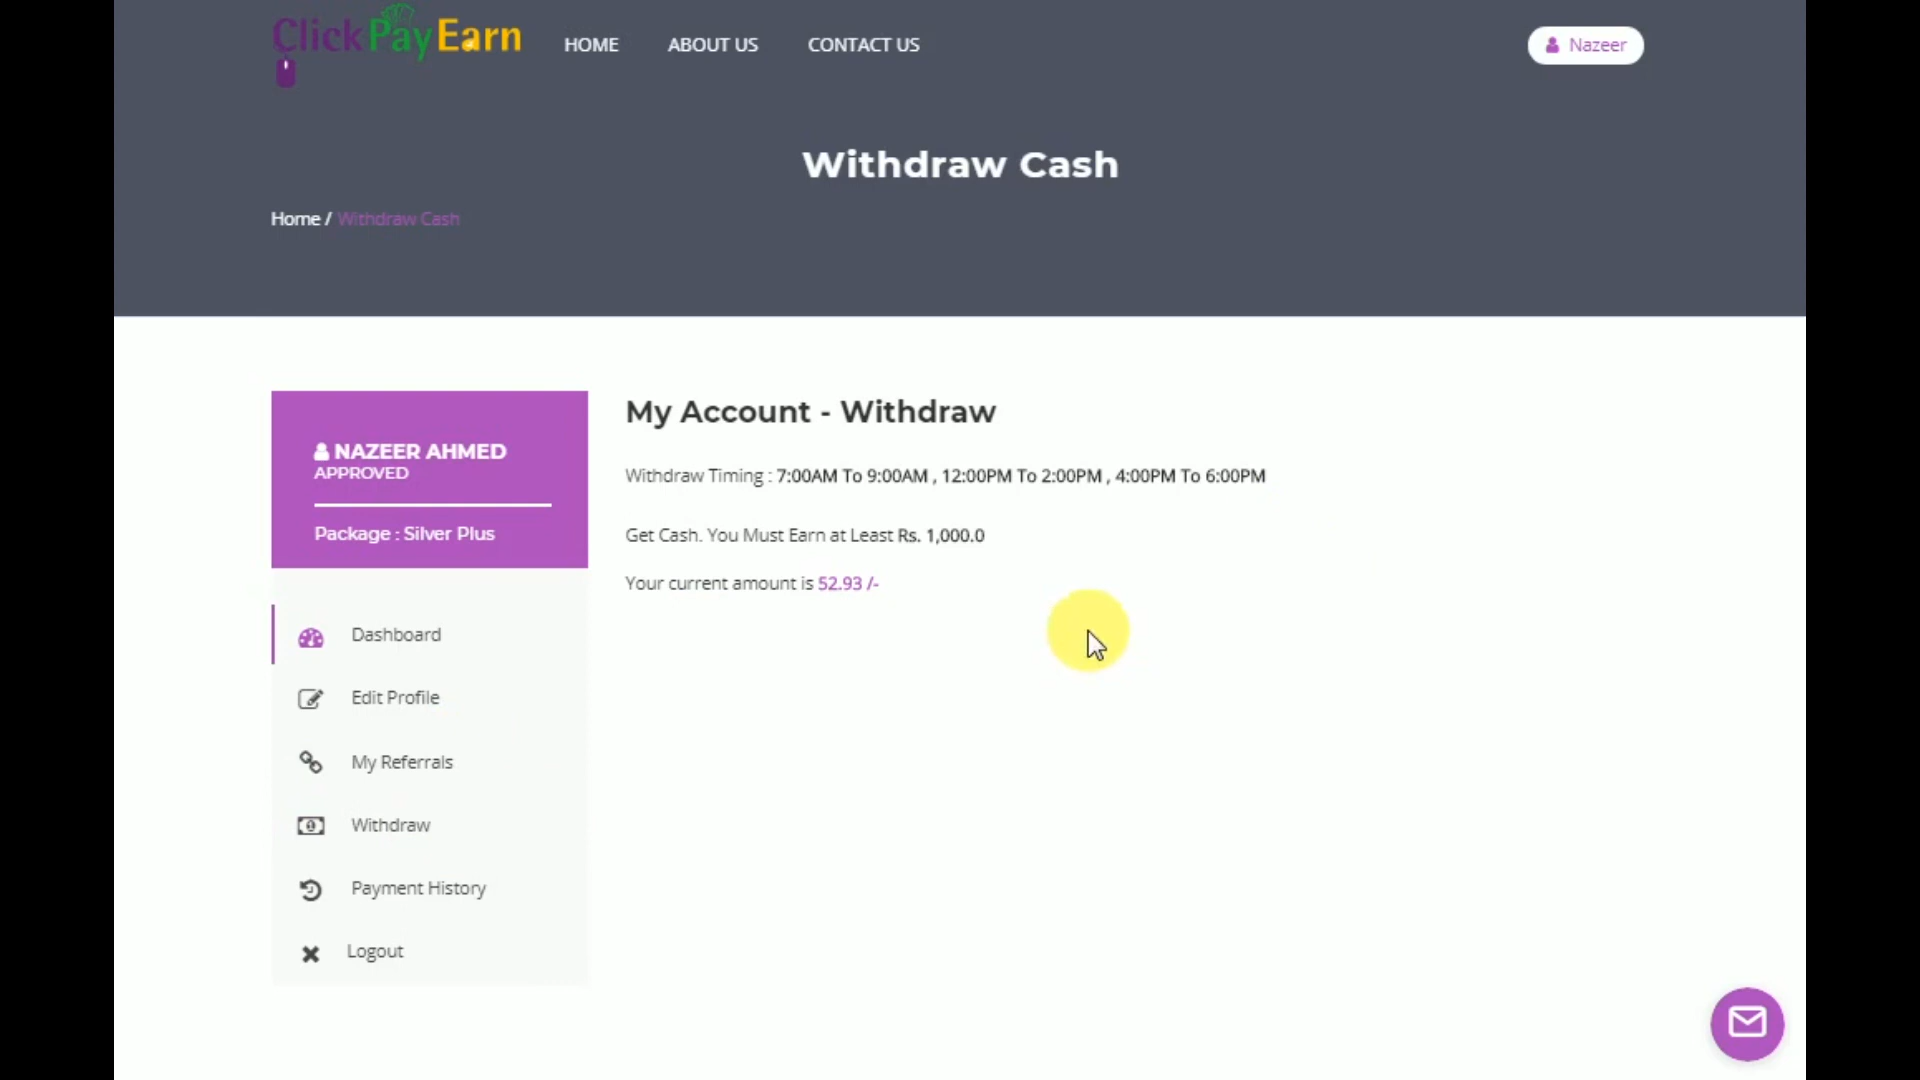 ClickPayEarn
HOME
ABOUT US
CONTACT US
Nazeer
Withdraw Cash
Home / Withdraw Cash
NAZEER AHMED
APPROVED
Package : Silver Plus
Dashboard
Edit Profile
My Referrals
Withdraw
Payment History
Logout
My Account - Withdraw
Withdraw Timing : 7:00AM To 9:00AM , 12:00PM To 2:00PM , 4:00PM To 6:00PM
Get Cash. You Must Earn at Least Rs. 1,000.0
Your current amount is 52.93 /-